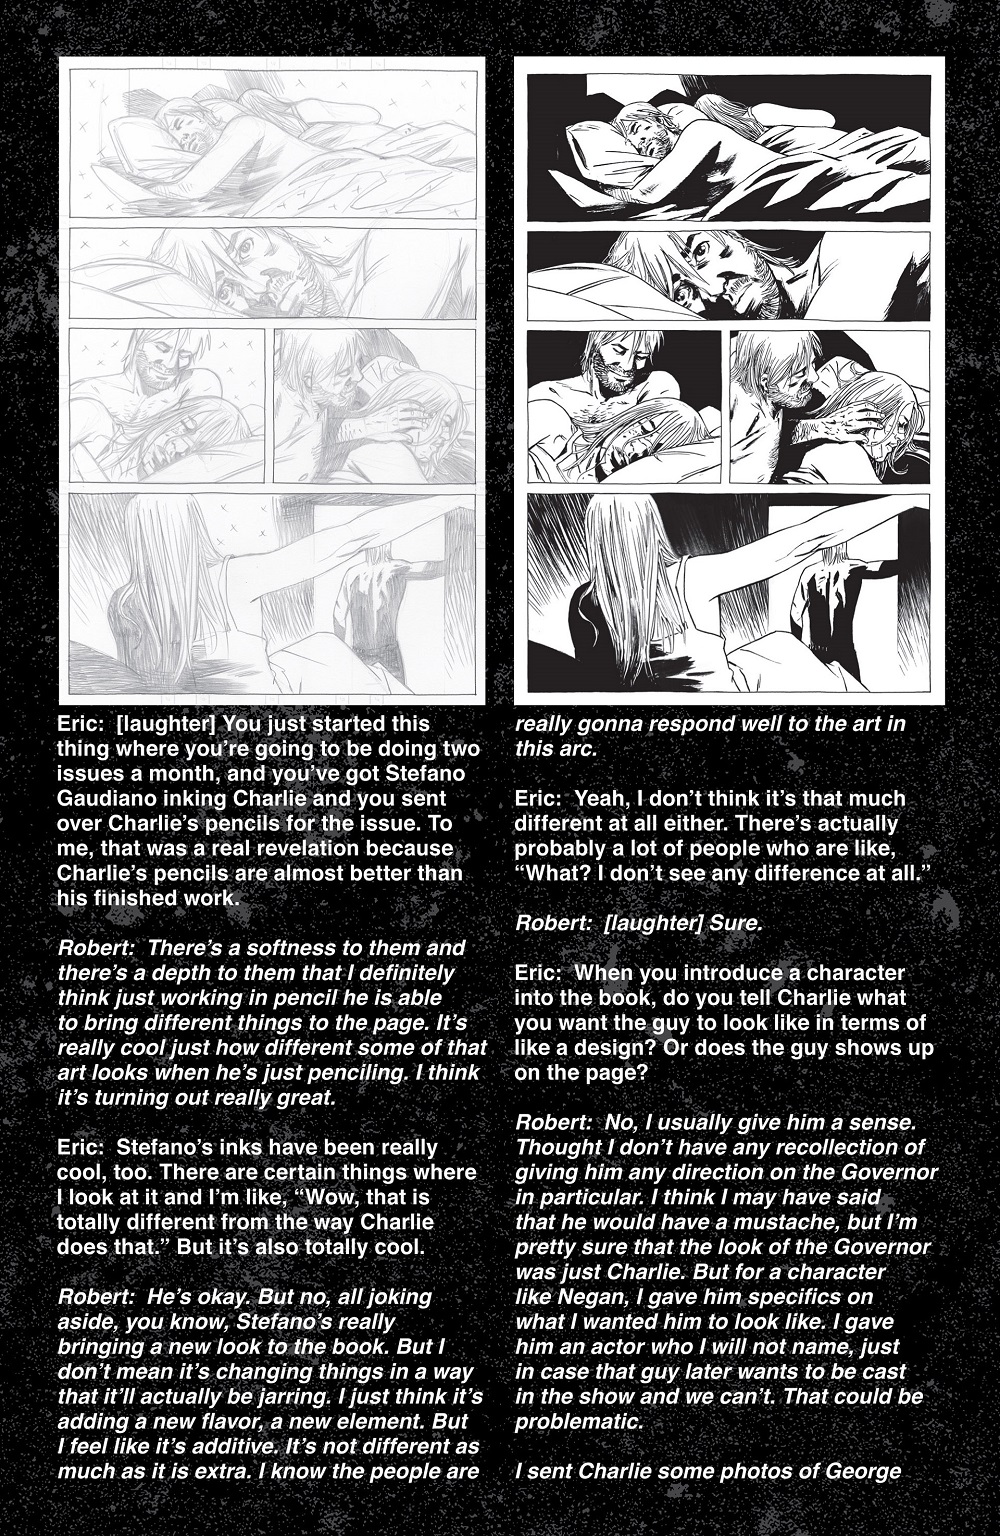 Eric:  [laughter] You just started this
thing where you're going to be doing two
issues a month, and you've got Stefano
Gaudiano inking Charlie and you sent
over Charlie's pencils for the issue. To
me, that was a real revelation because
Charlie's pencils are almost better than
his finished work.
Robert:  There's a softness to them and
there's a depth to them that I definitely
think just working in pencil he is able
to bring different things to the page. It's
really cool just how different some of that
art looks when he's just penciling. I think
it's turning out really great.
Eric:  Stefano's inks have been really
cool, too. There are certain things where
I look at it and I'm like, “Wow, that is
totally different from the way Charlie
does that.” But it's also totally cool.
Robert:  He's okay. But no, all joking
aside, you know, Stefano's really
bringing a new look to the book. But I
don't mean it's changing things in a way
that it'll actually be jarring. I just think it's
adding a new flavor, a new element. But
I feel like it's additive. It's not different as
much as it is extra. I know the people are
really gonna respond well to the art in
this arc.
Eric:  Yeah, I don't think it's that much
different at all either. There's actually
probably a lot of people who are like,
“What? I don't see any difference at all.”
Robert:  [laughter] Sure.
Eric:  When you introduce a character
into the book, do you tell Charlie what
you want the guy to look like in terms of
like a design? Or does the guy shows up
on the page?
Robert:  No, I usually give him a sense.
Thought I don't have any recollection of
giving him any direction on the Governor
in particular. I think I may have said
that he would have a mustache, but I'm
pretty sure that the look of the Governor
was just Charlie. But for a character
like Negan, I gave him specifics on
what I wanted him to look like. I gave
him an actor who I will not name, just
in case that guy later wants to be cast
in the show and we can't. That could be
problematic.
I sent Charlie some photos of George